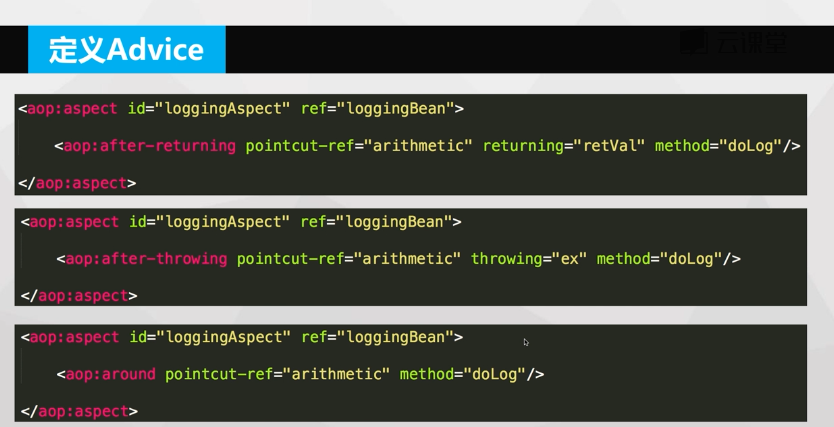 云课堂
定义Advice
<aop:aspect id="loggingAspect" ref="loggingBean">
<aop:after-returning pointcut-ref="arithmetic" returning="retVal" method="doLog"/>
</aop:aspect>
<aop:aspect id="loggingAspect" ref="loggingBean">
<aop:after-throwing pointcut-ref="arithmetic" throwing="ex" method="doLog"/>
</aop:aspect>
<aop:aspect id="loggingAspect" ref="loggingBean">
<aop:around pointcut-ref="arithmetic" method="doLog"/>
</aop:aspect>